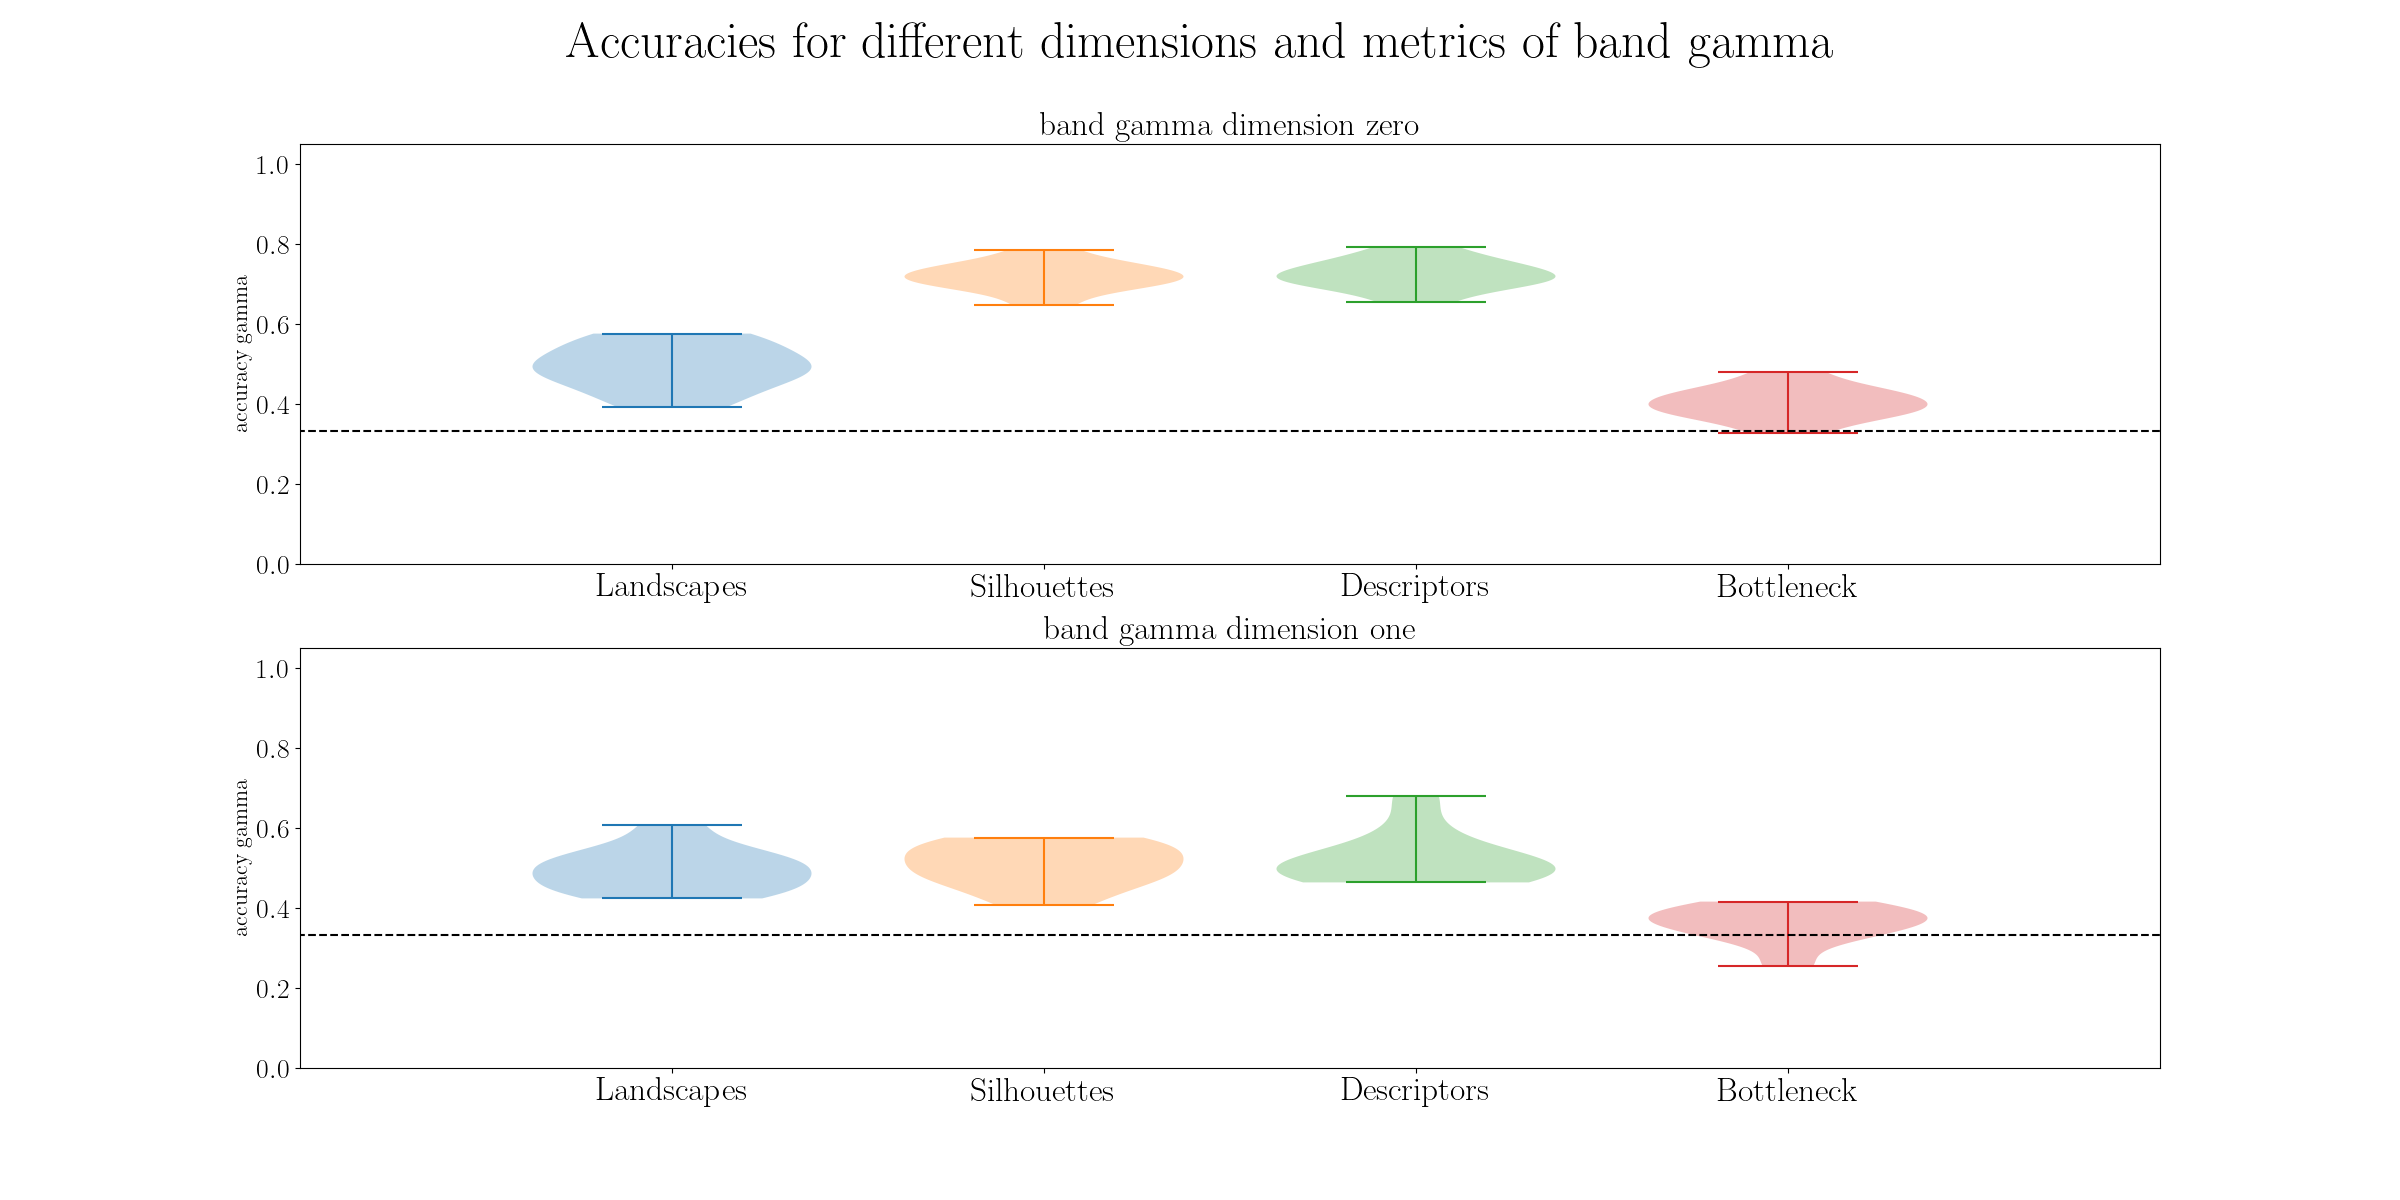 Accuracies for different dimensions and metrics of band gamma
band gamma dimension zero
accuracy gamma
1.0
0.8
0.6
0.4
0.2
0.0
Landscapes Silhouettes Descriptors Bottleneck
band gamma dimension one
accuracy gamma
1.0
0.8
0.6
0.4
0.2
0.0
Landscapes Silhouettes Descriptors Bottleneck